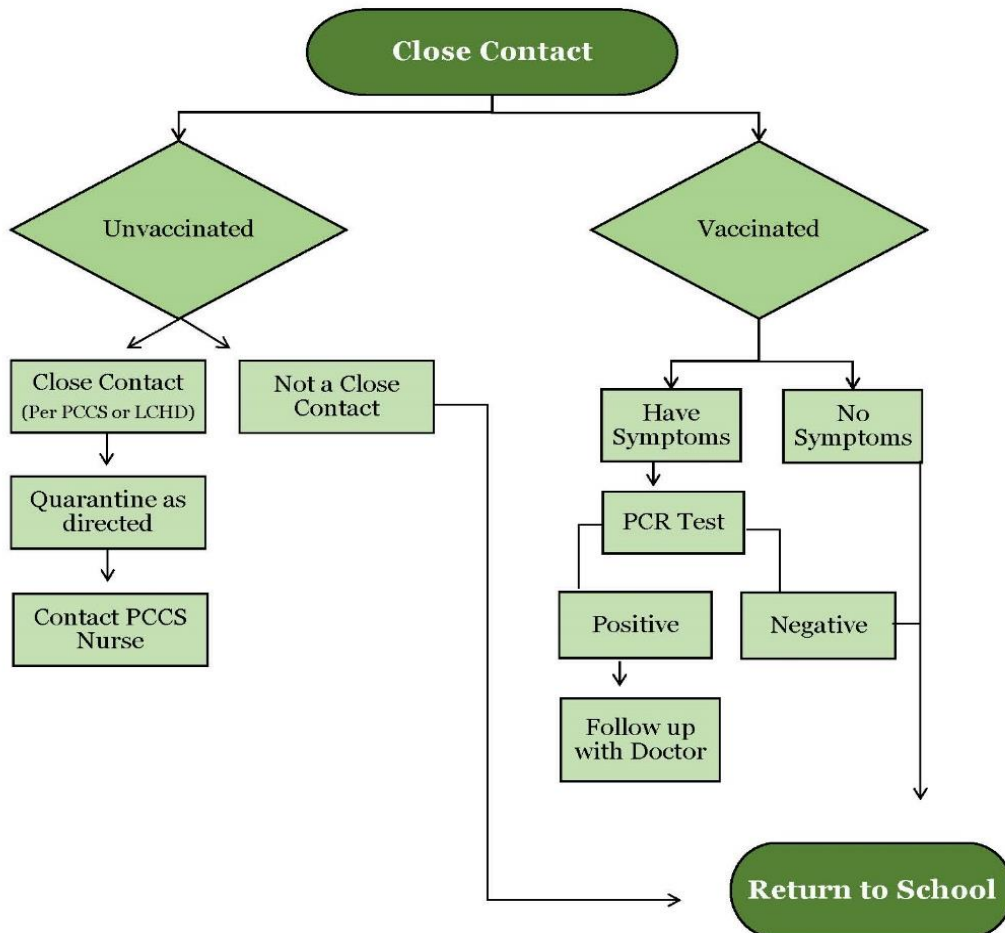 Close Contact
Unvaccinated
Vaccinated
Close Contact
(Per PCCS or LCHD)
Not a Close
Contact
Have
Symptoms
No
Symptoms
Quarantine as
directed
PCR Test
Contact PCCS
Nurse
Positive
Negative
Follow up
with Doctor
Return to School